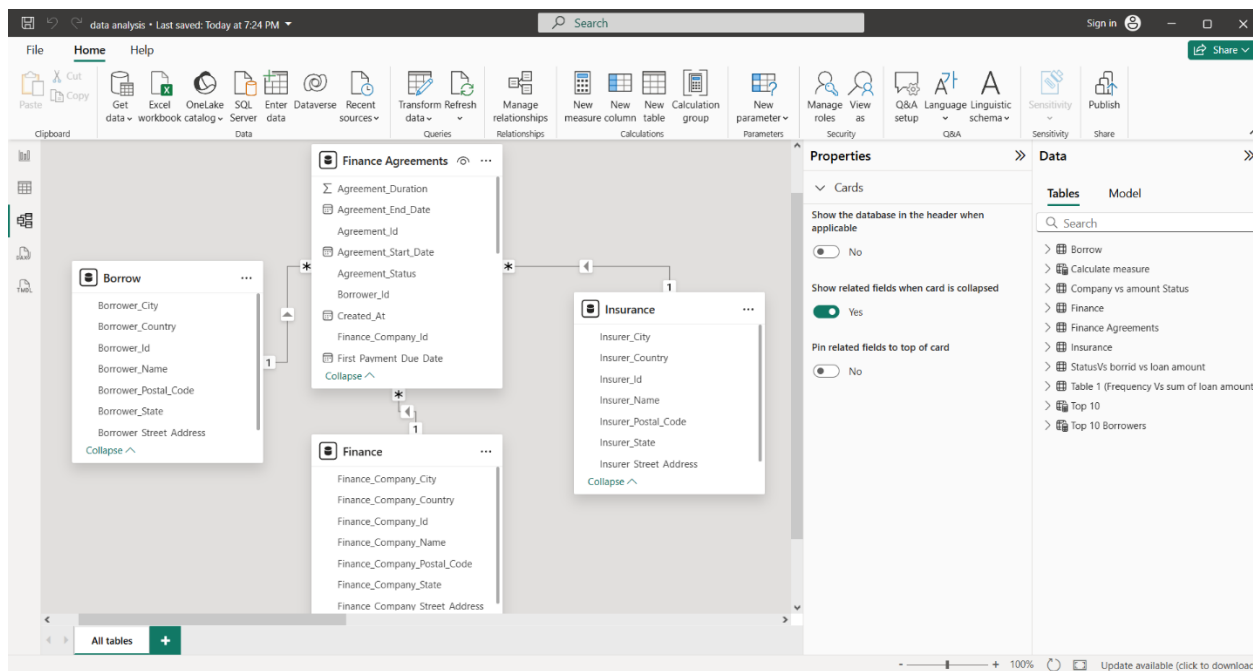 data analysis • Last saved: Today at 7:24 PM
Search
Sign in
File Home Help
Share
Paste
Cut
Copy
Get data
Excel workbook
OneLake catalog
SQL Server
Enter data
Dataverse
Recent sources
Transform data
Refresh
Manage relationships
New measure
New column
New table
Calculation group
New parameter
Manage roles
View as
Q&A setup
Language
Linguistic schema
Sensitivity
Publish
Clipboard
Data
Queries
Relationships
Calculations
Parameters
Security
Q&A
Sensitivity
Share
DAX
TMDL
Finance Agreements
Agreement_Duration
Agreement_End_Date
Agreement_Id
Agreement_Start_Date
Agreement_Status
Borrower_Id
Created_At
Finance_Company_Id
First Payment Due Date
Collapse
Borrow
Borrower_City
Borrower_Country
Borrower_Id
Borrower_Name
Borrower_Postal_Code
Borrower_State
Borrower Street Address
Collapse
1
*
*
1
*
1
Insurance
Insurer_City
Insurer_Country
Insurer_Id
Insurer_Name
Insurer_Postal_Code
Insurer_State
Insurer Street Address
Collapse
Finance
Finance_Company_City
Finance_Company_Country
Finance_Company_Id
Finance_Company_Name
Finance_Company_Postal_Code
Finance_Company_State
Finance Company Street Address
Properties
Cards
Show the database in the header when applicable
No
Show related fields when card is collapsed
Yes
Pin related fields to top of card
No
Data
Tables Model
Search
Borrow
Calculate measure
Company vs amount Status
Finance
Finance Agreements
Insurance
StatusVs borrid vs loan amount
Table 1 (Frequency Vs sum of loan amount
Top 10
Top 10 Borrowers
All tables
+
- + 100%
Update available (click to download